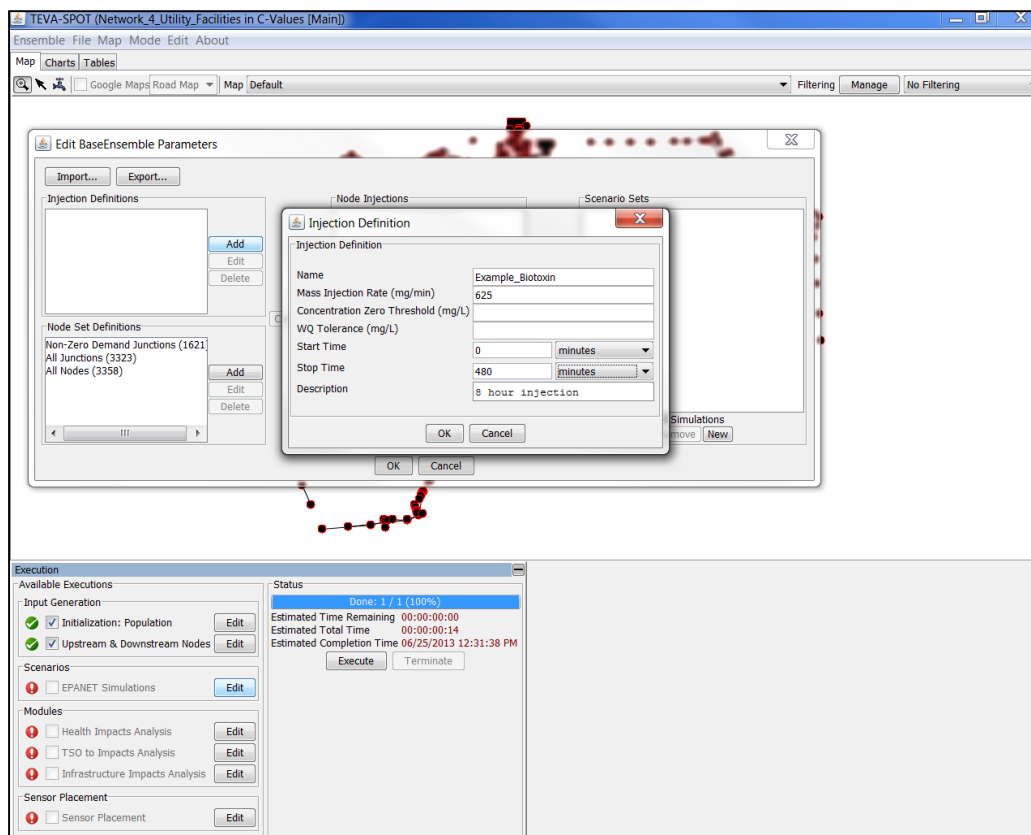 TEVA-SPOT (Network_4_Utility_Facilities in C-Values [Main])
Ensemble File Map Mode Edit About
Map Charts Tables
Google Maps Road Map Map Default Filtering Manage No Filtering
Edit BaseEnsemble Parameters
Import... Export...
Injection Definitions
Add
Edit
Delete
Node Set Definitions
Non-Zero Demand Junctions (1621)
All Junctions (3323)
All Nodes (3358)
Add
Edit
Delete
Node Injections
Scenario Sets
Injection Definition
Injection Definition
Name Example_Biotoxin
Mass Injection Rate (mg/min) 625
Concentration Zero Threshold (mg/L)
WQ Tolerance (mg/L)
Start Time 0 minutes
Stop Time 480 minutes
Description 8 hour injection
OK Cancel
Simulations
New
OK Cancel
Execution
Available Executions
Input Generation
Initialization: Population Edit
Upstream & Downstream Nodes Edit
Scenarios
EPANET Simulations Edit
Modules
Health Impacts Analysis Edit
TSO to Impacts Analysis Edit
Infrastructure Impacts Analysis Edit
Sensor Placement
Sensor Placement Edit
Status
Done: 1 / 1 (100%)
Estimated Time Remaining 00:00:00:00
Estimated Total Time 00:00:00:14
Estimated Completion Time 06/25/2013 12:31:38 PM
Execute Terminate